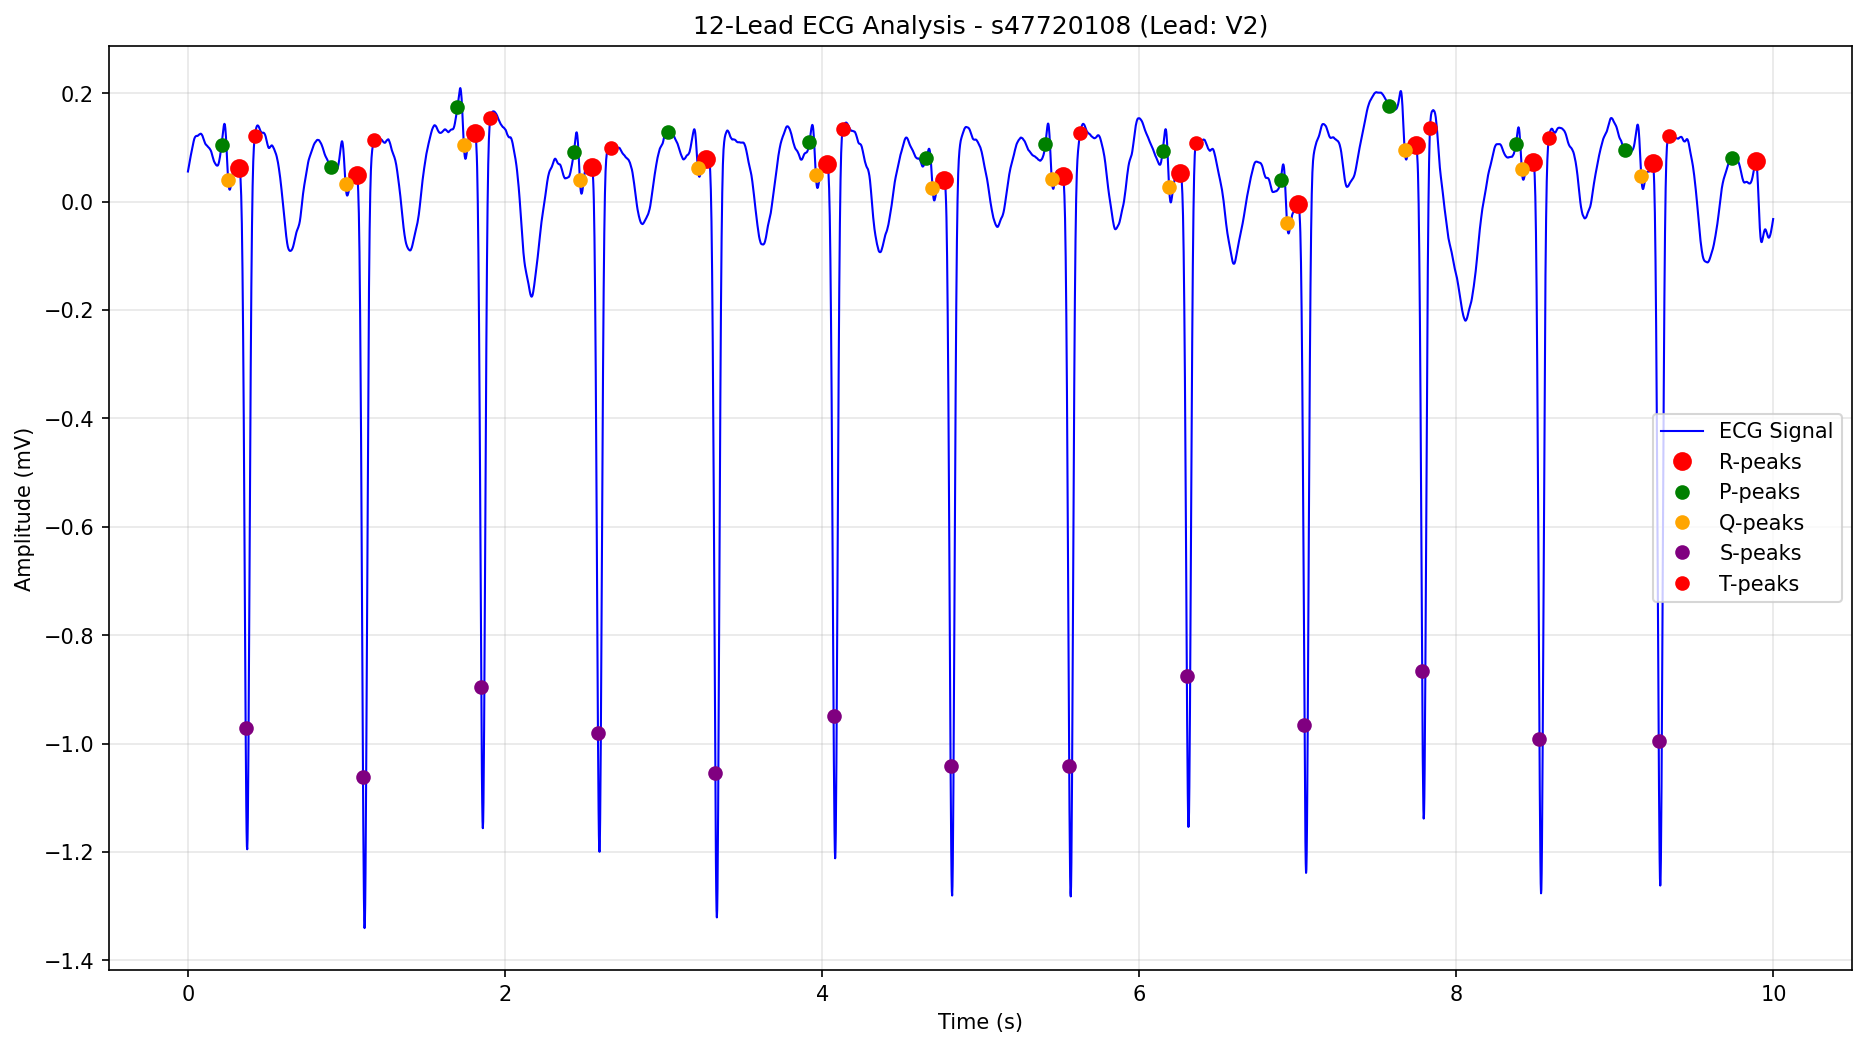 12-Lead ECG Analysis - s47720108 (Lead: V2)
0.2
0.0
−0.2
−0.4
−0.6
−0.8
−1.0
−1.2
−1.4
Amplitude (mV)
ECG Signal
R-peaks
P-peaks
Q-peaks
S-peaks
T-peaks
0 2 4 6 8 10
Time (s)